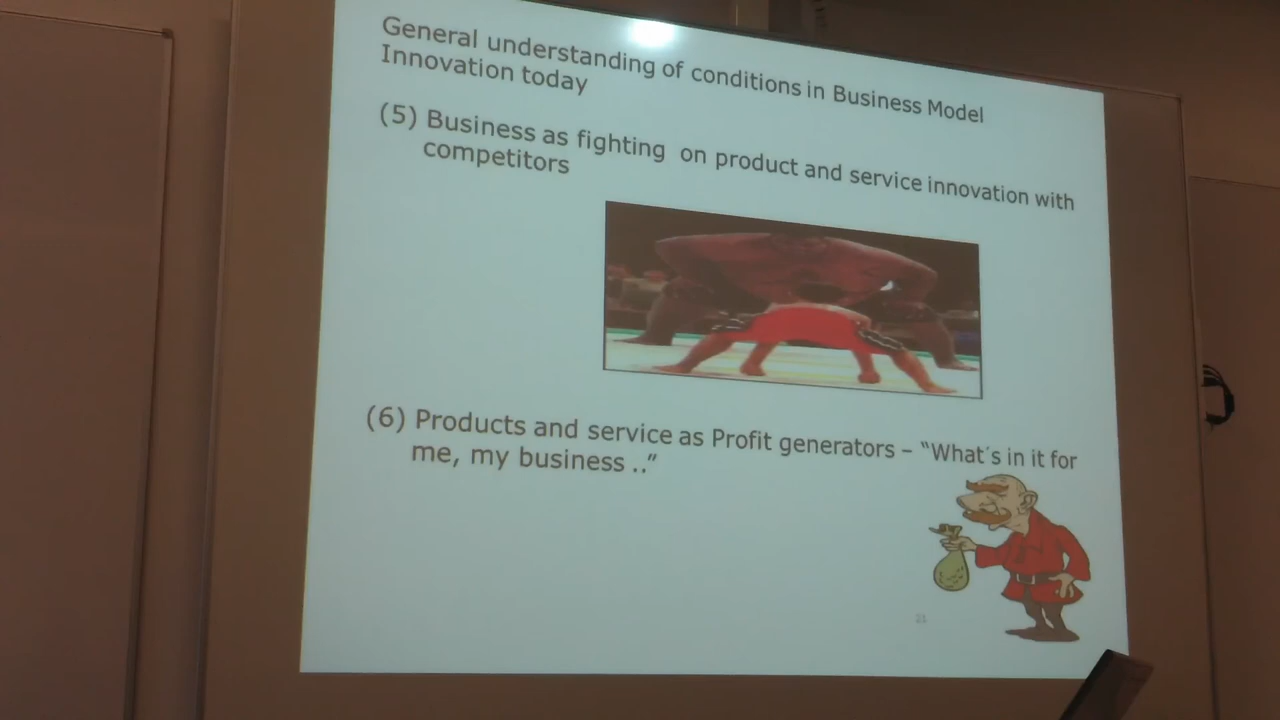 General understanding of conditions in Business Model
Innovation today
(5) Business as fighting on product and service innovation with
competitors
(6) Products and service as Profit generators – “What´s in it for
me, my business ..”
21